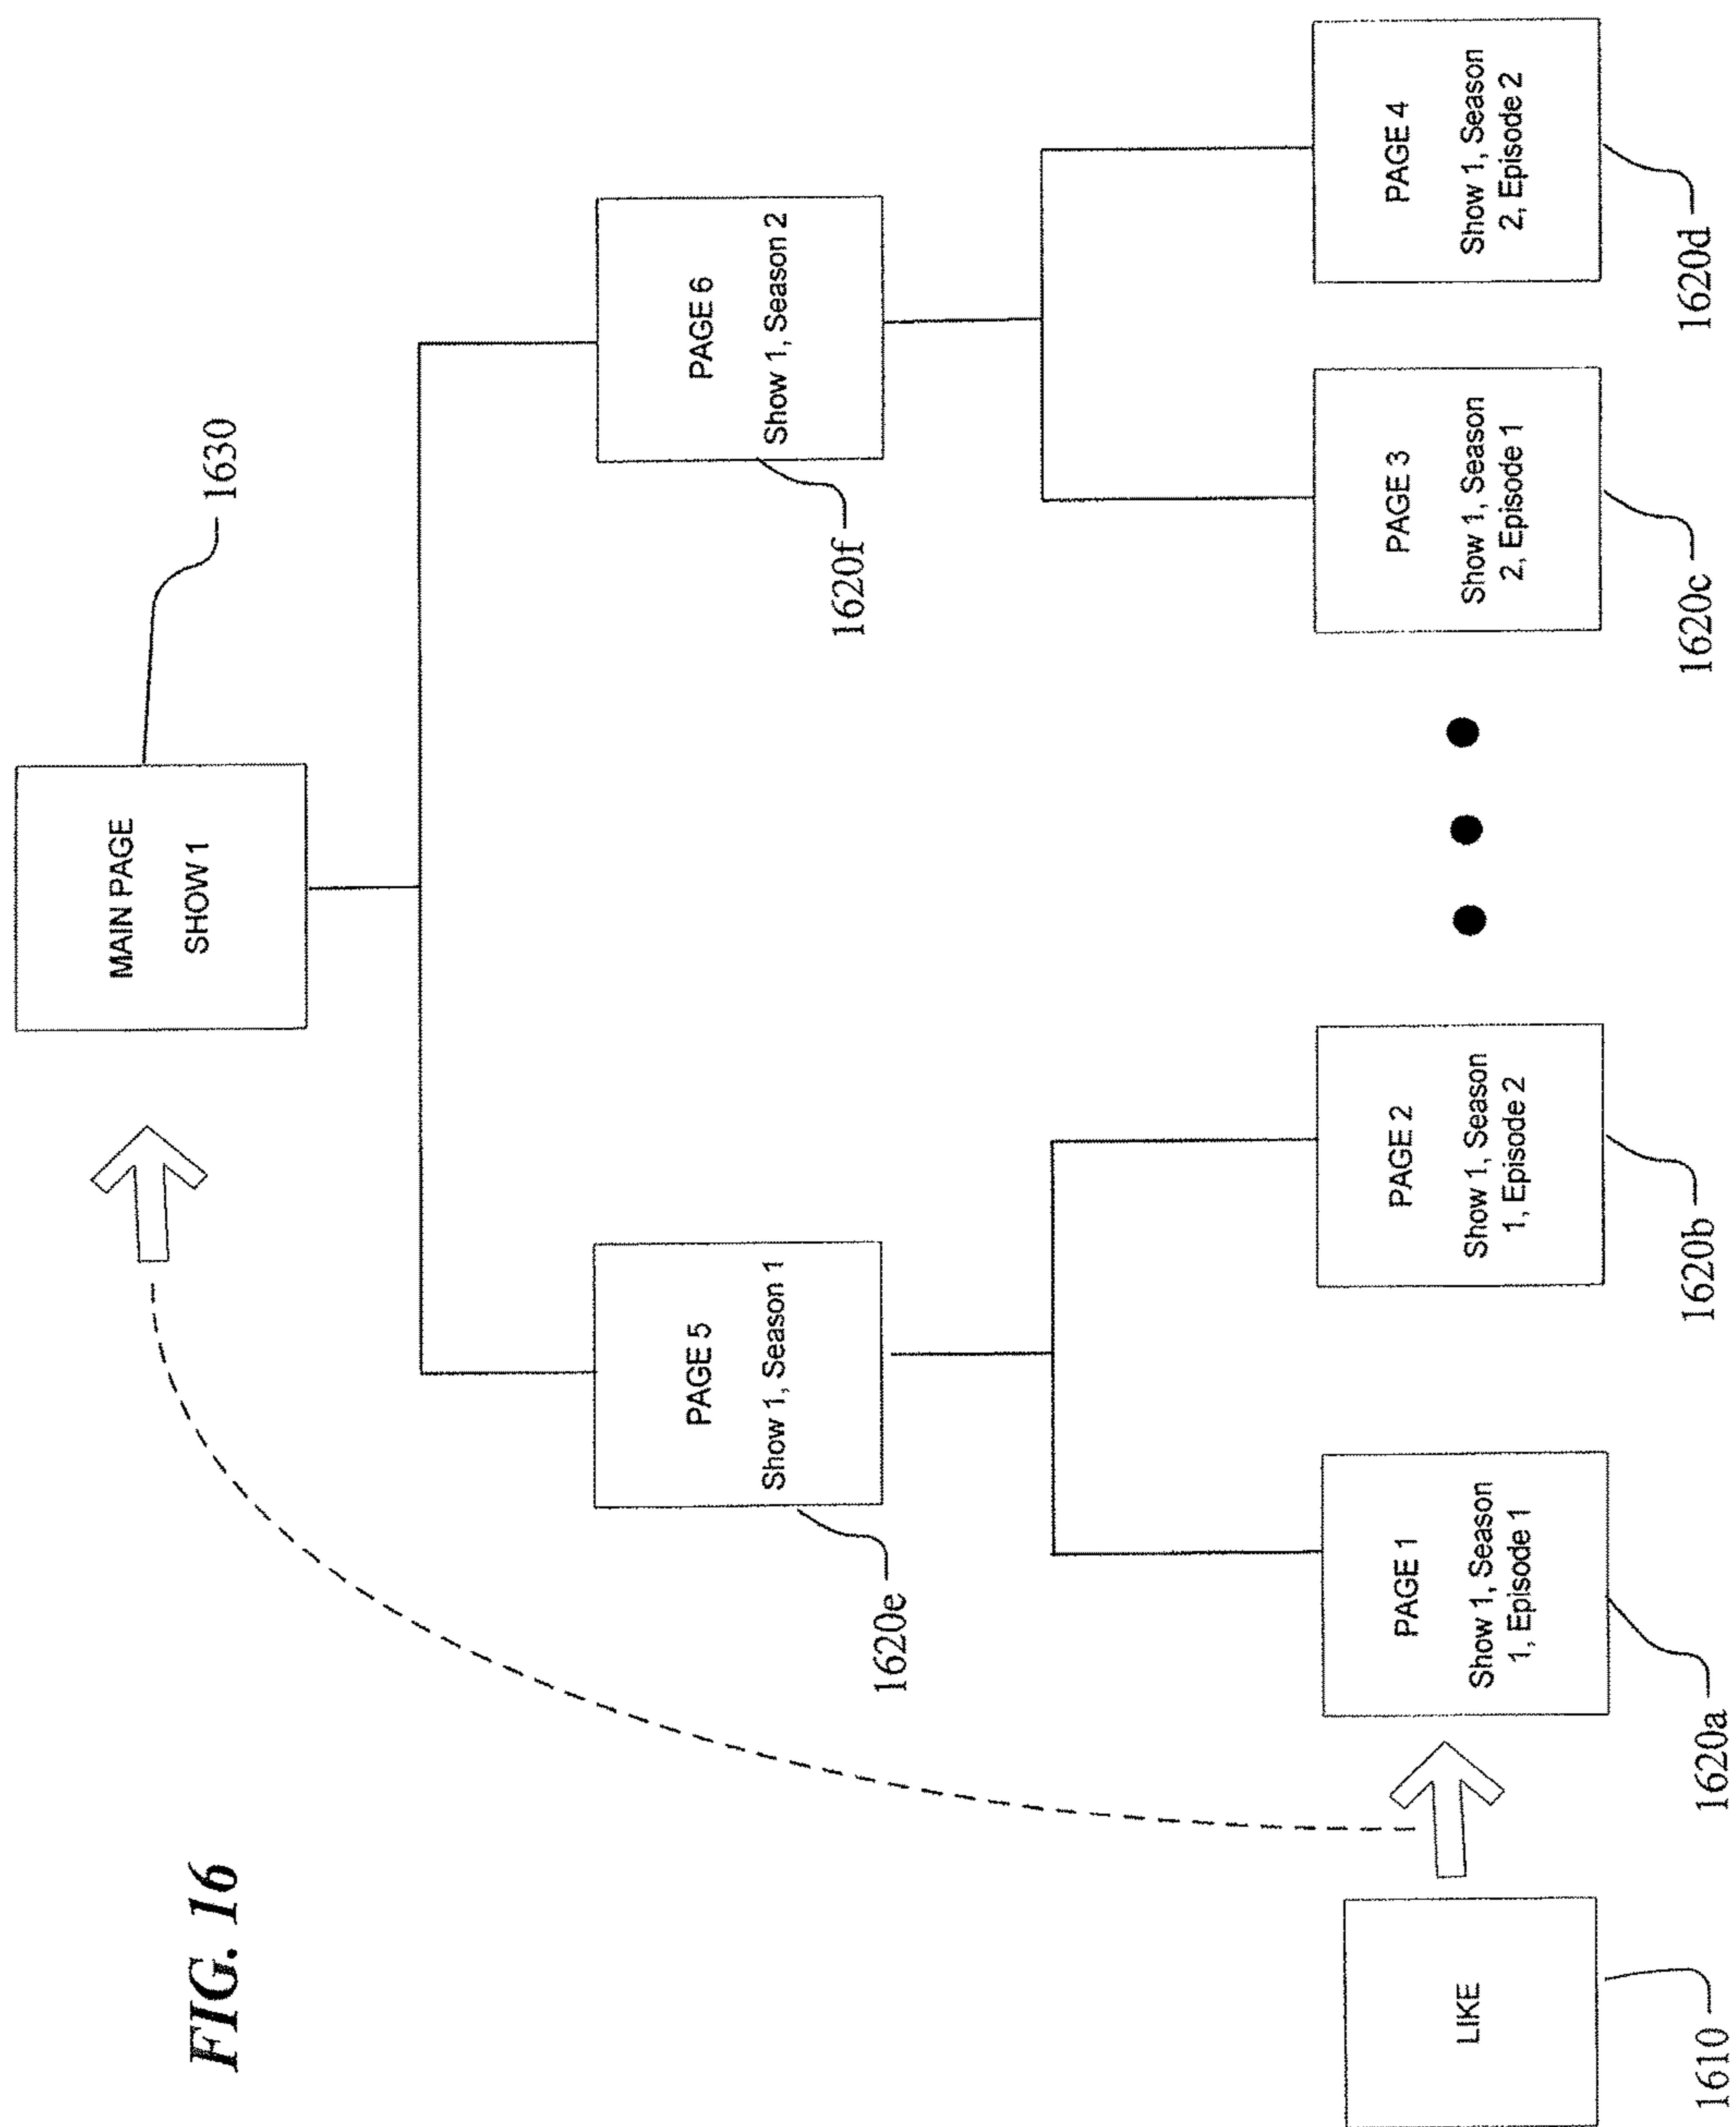 FIG. 16
MAIN PAGE
SHOW 1
1630
PAGE 5
Show 1, Season 1
1620e
PAGE 6
Show 1, Season 2
1620f
LIKE
1610
PAGE 1
Show 1, Season
1, Episode 1
1620a
PAGE 2
Show 1, Season
1, Episode 2
1620b
PAGE 3
Show 1, Season
2, Episode 1
1620c
PAGE 4
Show 1, Season
2, Episode 2
1620d